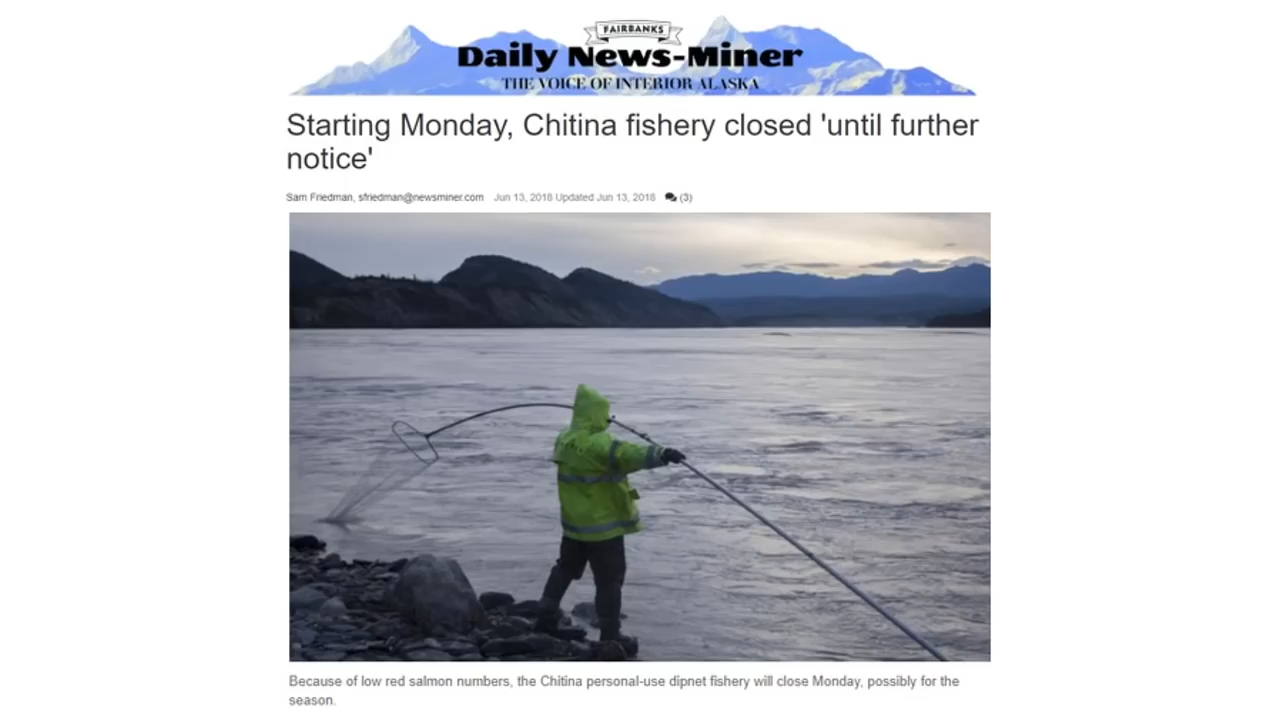 FAIRBANKS
Daily News-Miner
THE VOICE OF INTERIOR ALASKA
Starting Monday, Chitina fishery closed 'until further
notice'
Sam Friedman, sfriedman@newsminer.com Jun 13, 2018 Updated Jun 13, 2018 (3)
Because of low red salmon numbers, the Chitina personal-use dipnet fishery will close Monday, possibly for the
season.